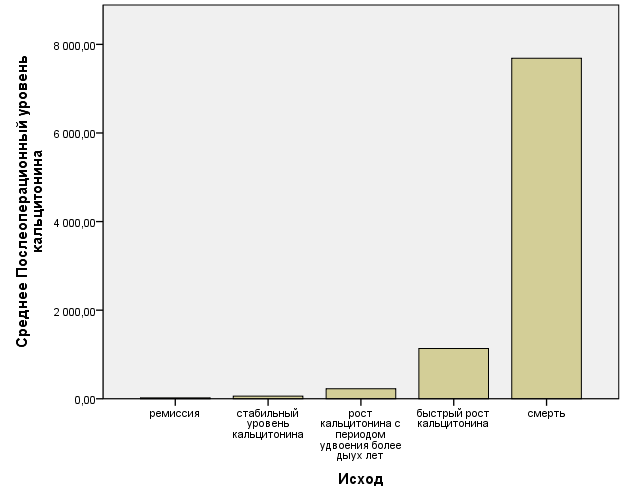 Среднее Послеоперационный уровень
кальцитонина
8 000,00
6 000,00
4 000,00
2 000,00
0,00
ремиссия
стабильный
уровень
кальцитонина
рост
кальцитонина с
периодом
удвоения более
дыух лет
быстрый рост
кальцитонина
смерть
Исход